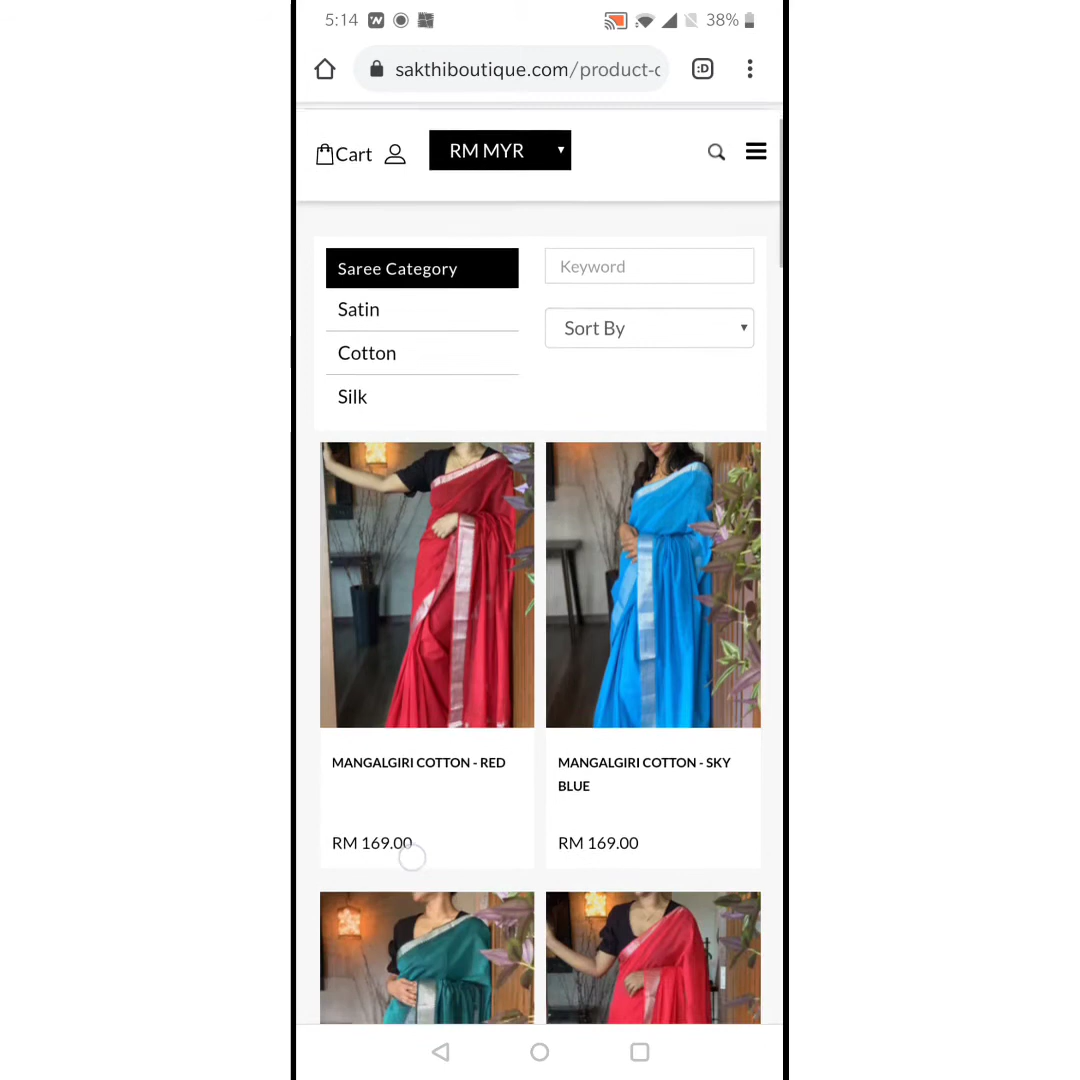 5:14
38%
sakthiboutique.com/product-c
:D
Cart
RM MYR
Saree Category
Keyword
Satin
Sort By
Cotton
Silk
MANGALGIRI COTTON - RED
MANGALGIRI COTTON - SKY
BLUE
RM 169.00
RM 169.00